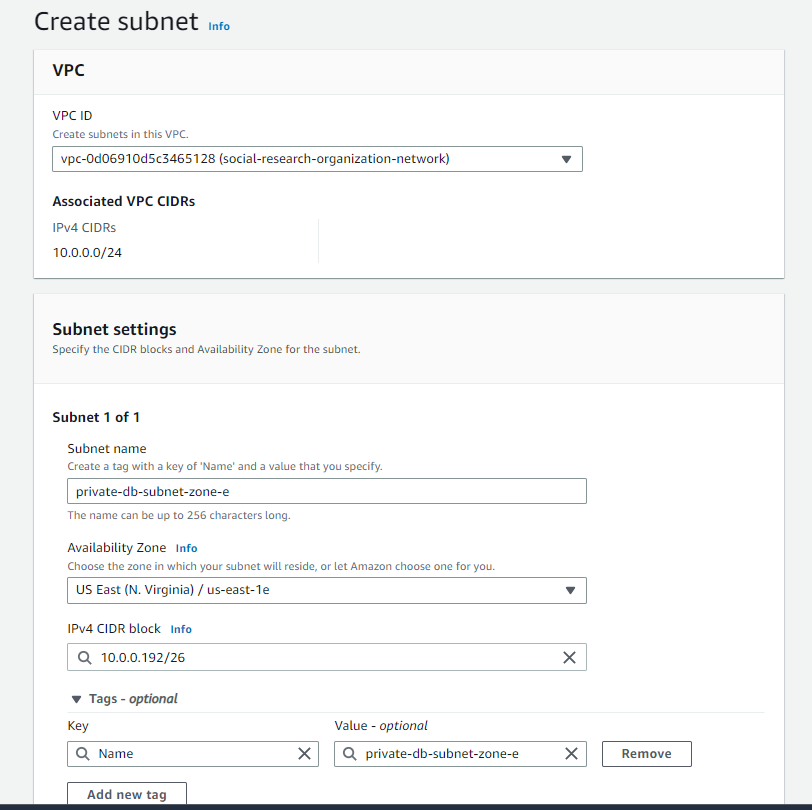 Create subnet Info
VPC
VPC ID
Create subnets in this VPC.
vpc-0d06910d5c3465128 (social-research-organization-network)
Associated VPC CIDRs
IPv4 CIDRs
10.0.0.0/24
Subnet settings
Specify the CIDR blocks and Availability Zone for the subnet.
Subnet 1 of 1
Subnet name
Create a tag with a key of 'Name' and a value that you specify.
private-db-subnet-zone-e
The name can be up to 256 characters long.
Availability Zone Info
Choose the zone in which your subnet will reside, or let Amazon choose one for you.
US East (N. Virginia) / us-east-1e
IPv4 CIDR block Info
10.0.0.192/26
Tags - optional
Key Value - optional
Name private-db-subnet-zone-e Remove
Add new tag